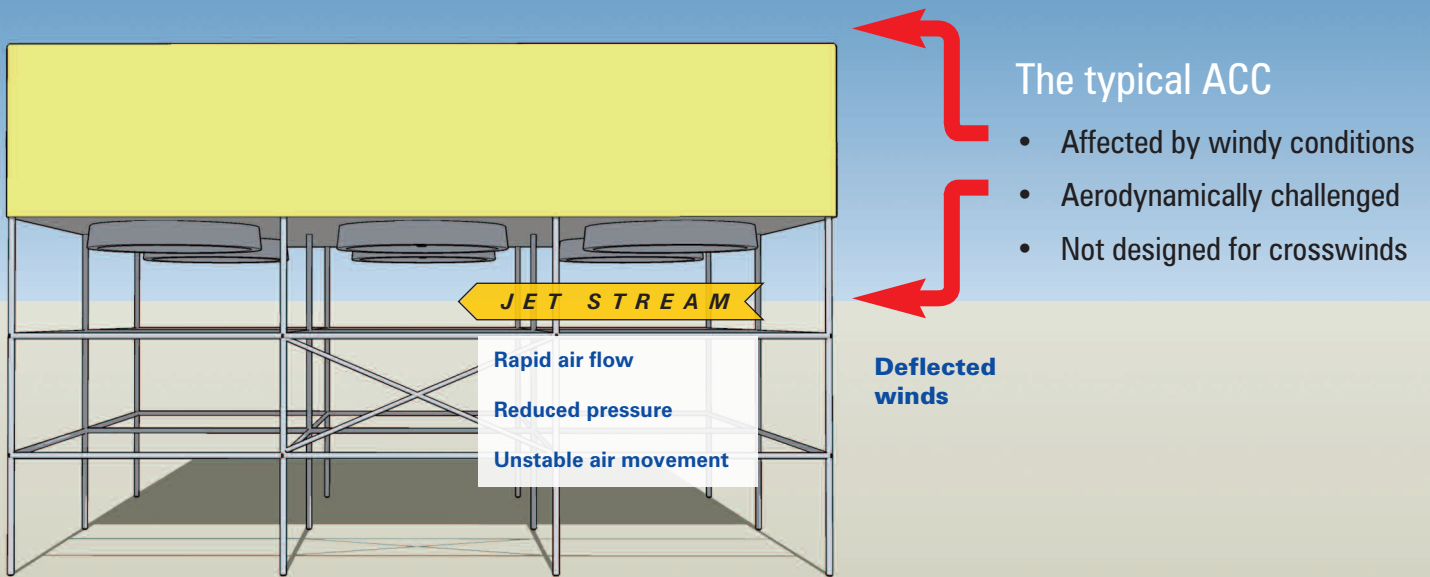 The typical ACC
• Affected by windy conditions
• Aerodynamically challenged
• Not designed for crosswinds
JET STREAM
Rapid air flow
Reduced pressure
Unstable air movement
Deflected
winds